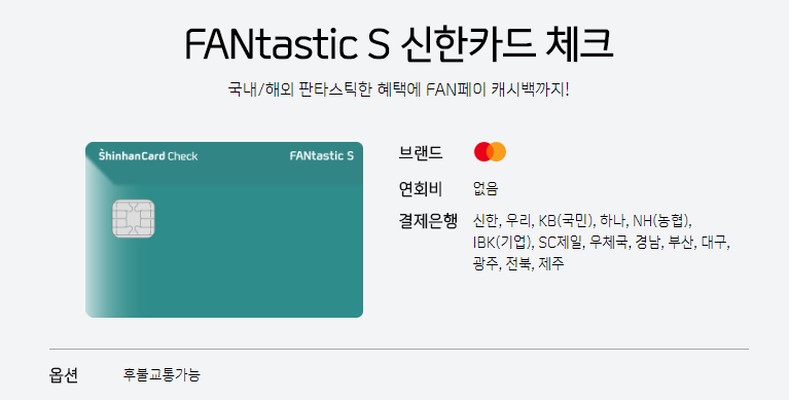 FANtastic S 신한카드 체크
국내/해외 판타스틱한 혜택에 FAN페이 캐시백까지!
ShinhanCard Check
FANtastic S
브랜드
연회비 없음
결제은행 신한, 우리, KB(국민), 하나, NH(농협),
IBK(기업), SC제일, 우체국, 경남, 부산, 대구,
광주, 전북, 제주
옵션 후불교통가능